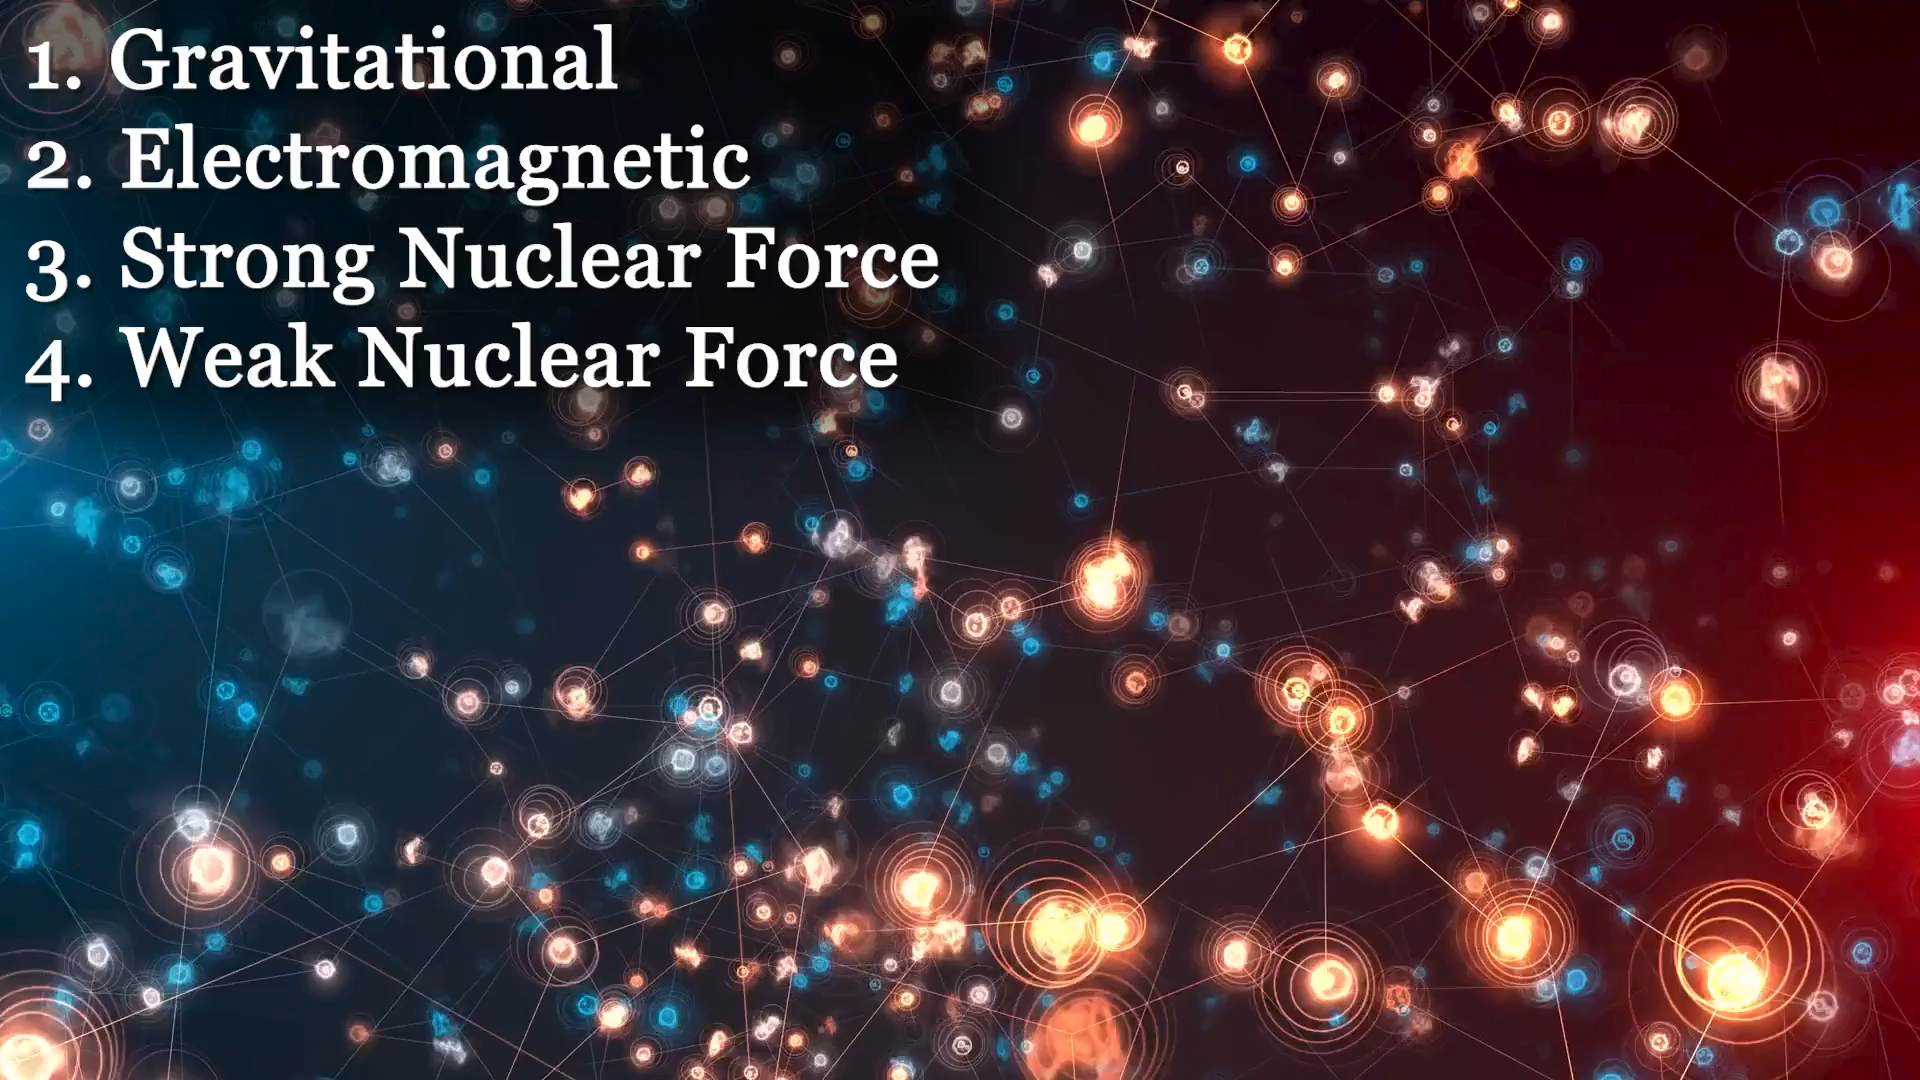 1. Gravitational
2. Electromagnetic
3. Strong Nuclear Force
4. Weak Nuclear Force